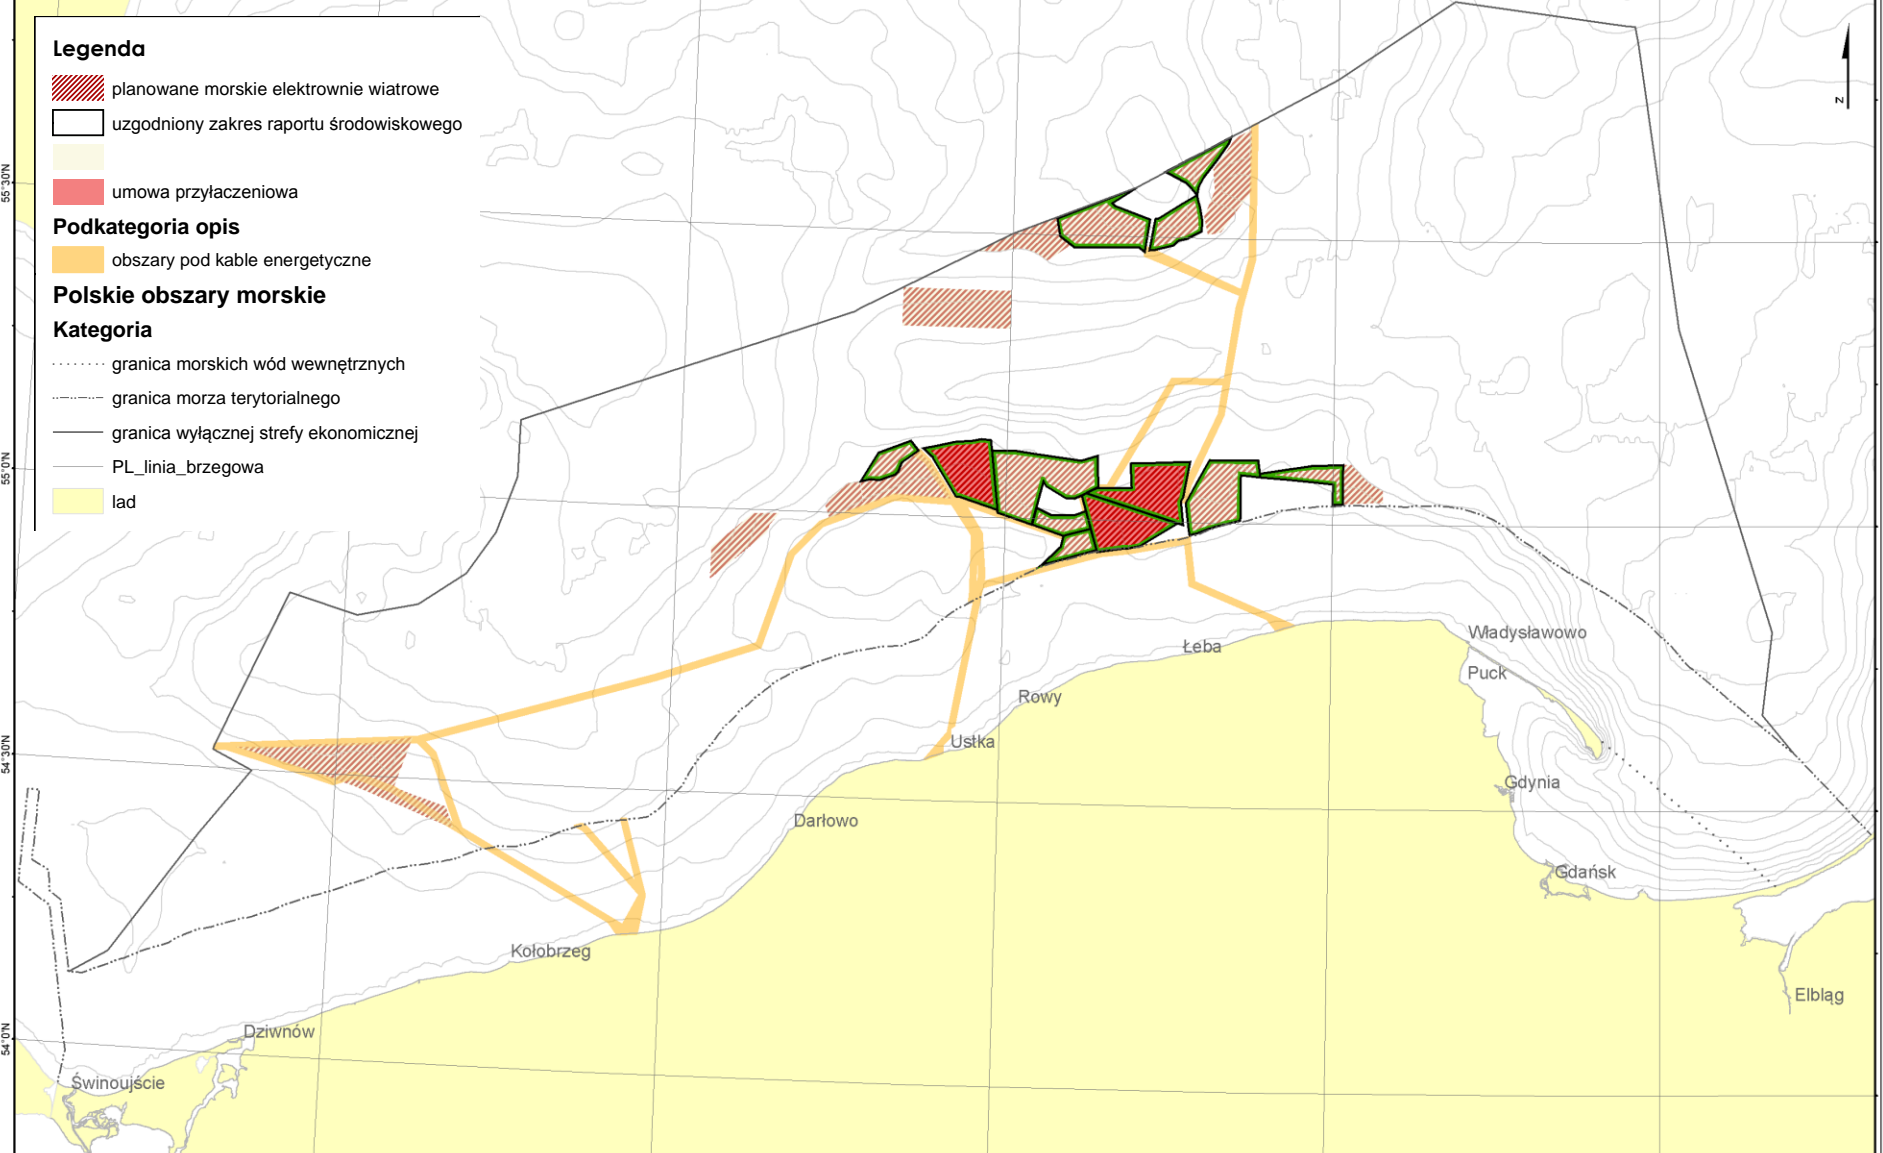 Legenda
planowane morskie elektrownie wiatrowe
uzgodniony zakres raportu środowiskowego
umowa przyłaczeniowa
Podkategoria opis
obszary pod kable energetyczne
Polskie obszary morskie
Kategoria
granica morskich wód wewnętrznych
granica morza terytorialnego
granica wyłącznej strefy ekonomicznej
PL_linia_brzegowa
lad
N
55°30'N
55°0'N
54°30'N
54°0'N
Władysławowo
Łeba
Puck
Rowy
Ustka
Gdynia
Darłowo
Gdańsk
Kołobrzeg
Elbląg
Dziwnów
Świnoujście